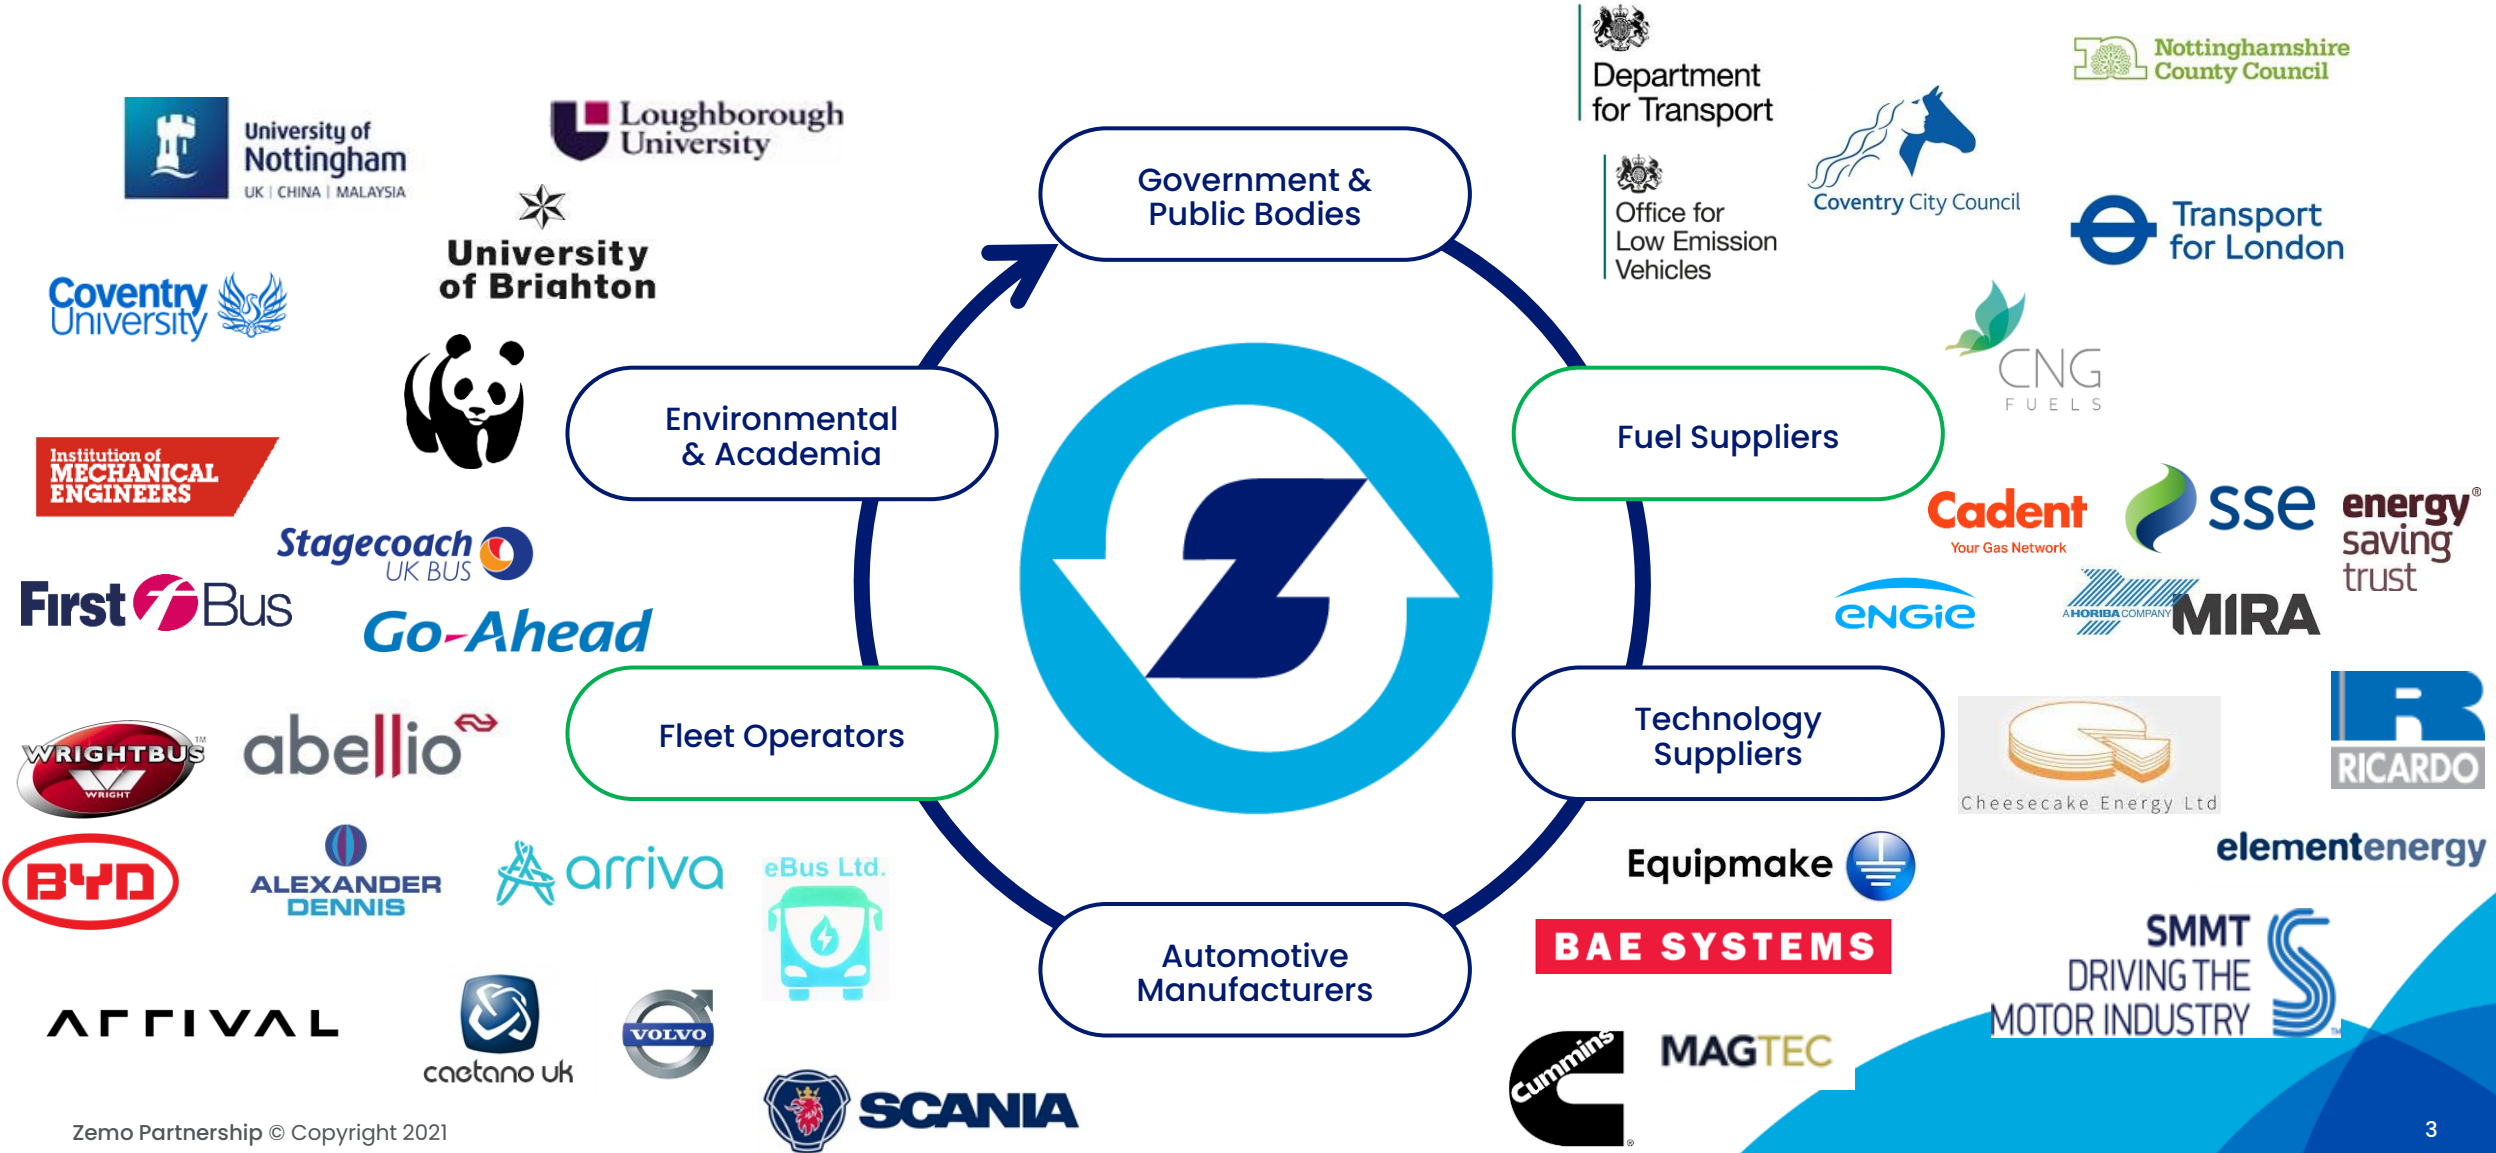 Department
for Transport
Nottinghamshire
County Council
University of
Nottingham
UK | CHINA | MALAYSIA
Loughborough
University
Government &
Public Bodies
Coventry City Council
Office for
Low Emission
Vehicles
Transport
for London
University
of Brighton
Coventry
University
CNG
FUELS
Environmental
& Academia
Fuel Suppliers
Institution of
MECHANICAL
ENGINEERS
Cadent
Your Gas Network
sse
energy®
saving
trust
Stagecoach
UK BUS
First Bus
Go-Ahead
ENGIE
A HORIBA COMPANY
MIRA
Z
Fleet Operators
Technology
Suppliers
WRIGHTBUS™
WRIGHT
abellio
Cheesecake Energy Ltd
R
RICARDO
BYD
ALEXANDER
DENNIS
arriva
eBus Ltd.
Equipmake
elementenergy
BAE SYSTEMS
SMMT
DRIVING THE
MOTOR INDUSTRY
™
Automotive
Manufacturers
ARRIVAL
caetano uk
VOLVO
SCANIA
Cummins
®
MAGTEC
Zemo Partnership © Copyright 2021
3